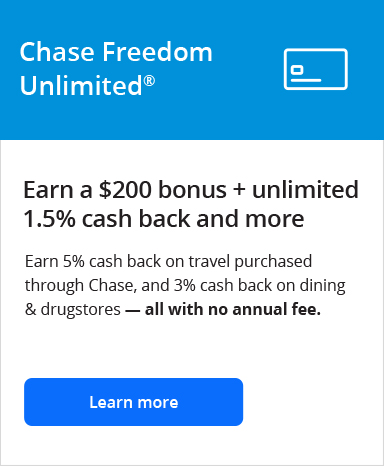 Chase Freedom
Unlimited®
Earn a $200 bonus + unlimited
1.5% cash back and more
Earn 5% cash back on travel purchased
through Chase, and 3% cash back on dining
& drugstores — all with no annual fee.
Learn more